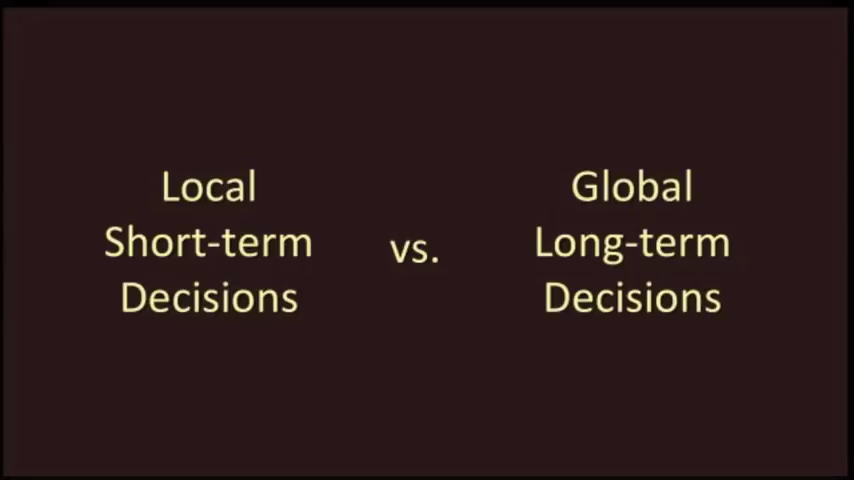 Local
Short-term
Decisions
vs.
Global
Long-term
Decisions